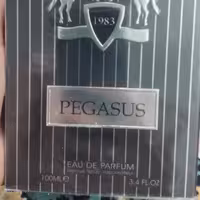 1983
PEGASUS
EAU DE PARFUM
100ML℮ 3.4 FL.OZ